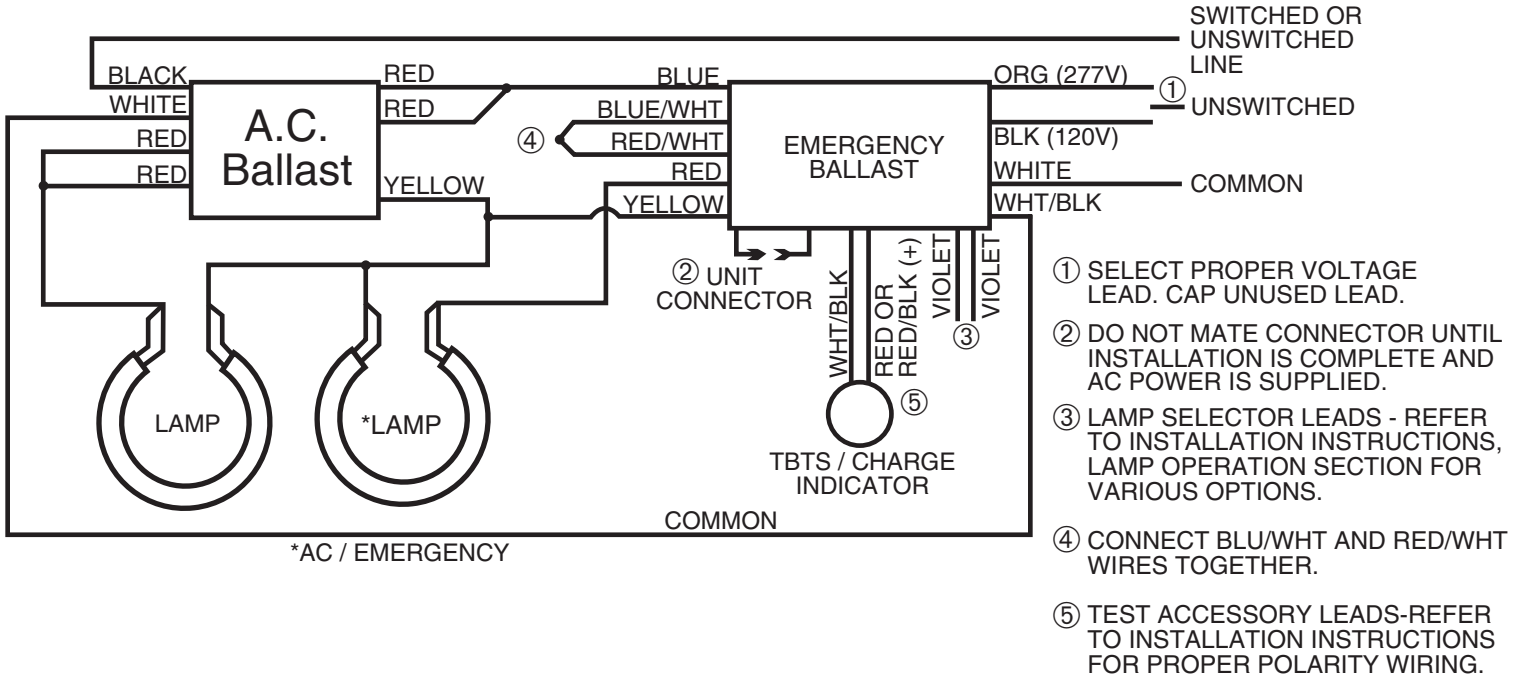 SWITCHED OR
UNSWITCHED
LINE
BLACK
RED
BLUE
ORG (277V)
①
WHITE
RED
BLUE/WHT
UNSWITCHED
A.C.
Ballast
④
EMERGENCY
BALLAST
RED
RED/WHT
BLK (120V)
RED
YELLOW
RED
WHITE
COMMON
YELLOW
WHT/BLK
② UNIT
CONNECTOR
WHT/BLK
RED OR
RED/BLK (+)
VIOLET
VIOLET
③
⑤
LAMP
*LAMP
TBTS / CHARGE
INDICATOR
COMMON
*AC / EMERGENCY
① SELECT PROPER VOLTAGE
LEAD. CAP UNUSED LEAD.
② DO NOT MATE CONNECTOR UNTIL
INSTALLATION IS COMPLETE AND
AC POWER IS SUPPLIED.
③ LAMP SELECTOR LEADS - REFER
TO INSTALLATION INSTRUCTIONS,
LAMP OPERATION SECTION FOR
VARIOUS OPTIONS.
④ CONNECT BLU/WHT AND RED/WHT
WIRES TOGETHER.
⑤ TEST ACCESSORY LEADS-REFER
TO INSTALLATION INSTRUCTIONS
FOR PROPER POLARITY WIRING.